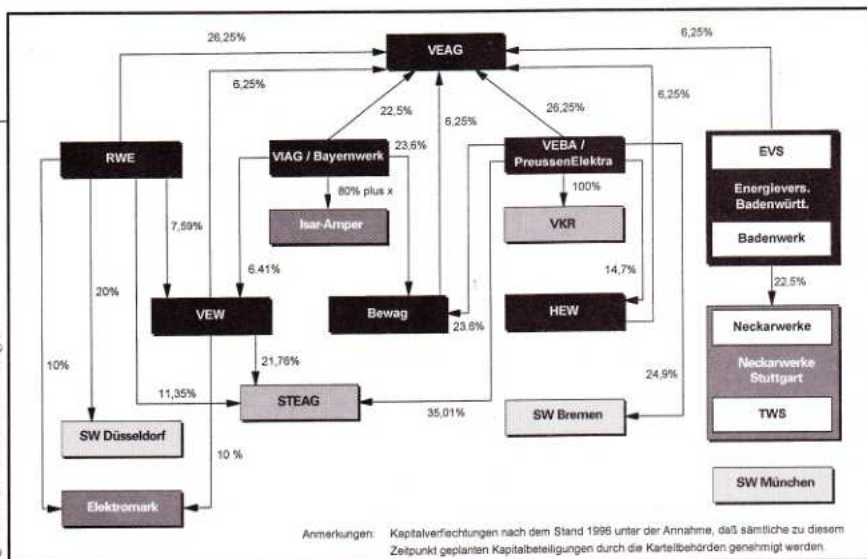 26,25%
VEAG
6,25%
6,25%
22,5%
6,25%
26,25%
6,25%
RWE
VIAG / Bayernwerk
23,6%
VEBA /
PreussenElektra
EVS
Energievers.
Badenwürtt.
Badenwerk
80% plus x
100%
7,59%
Isar-Amper
VKR
6.41%
14,7%
22,5%
20%
VEW
Bewag
23.6%
HEW
Neckarwerke
Neckarwerke
Stuttgart
TWS
10%
21,76%
24,9%
11,35%
STEAG
35,01%
SW Bremen
SW Düsseldorf
10 %
SW München
Elektromark
Anmerkungen: Kapitalverflechtungen nach dem Stand 1996 unter der Annahme, daß sämtliche zu diesem
Zeitpunkt geplanten Kapitalbeteiligungen durch die Kartellbehörden genehmigt werden.